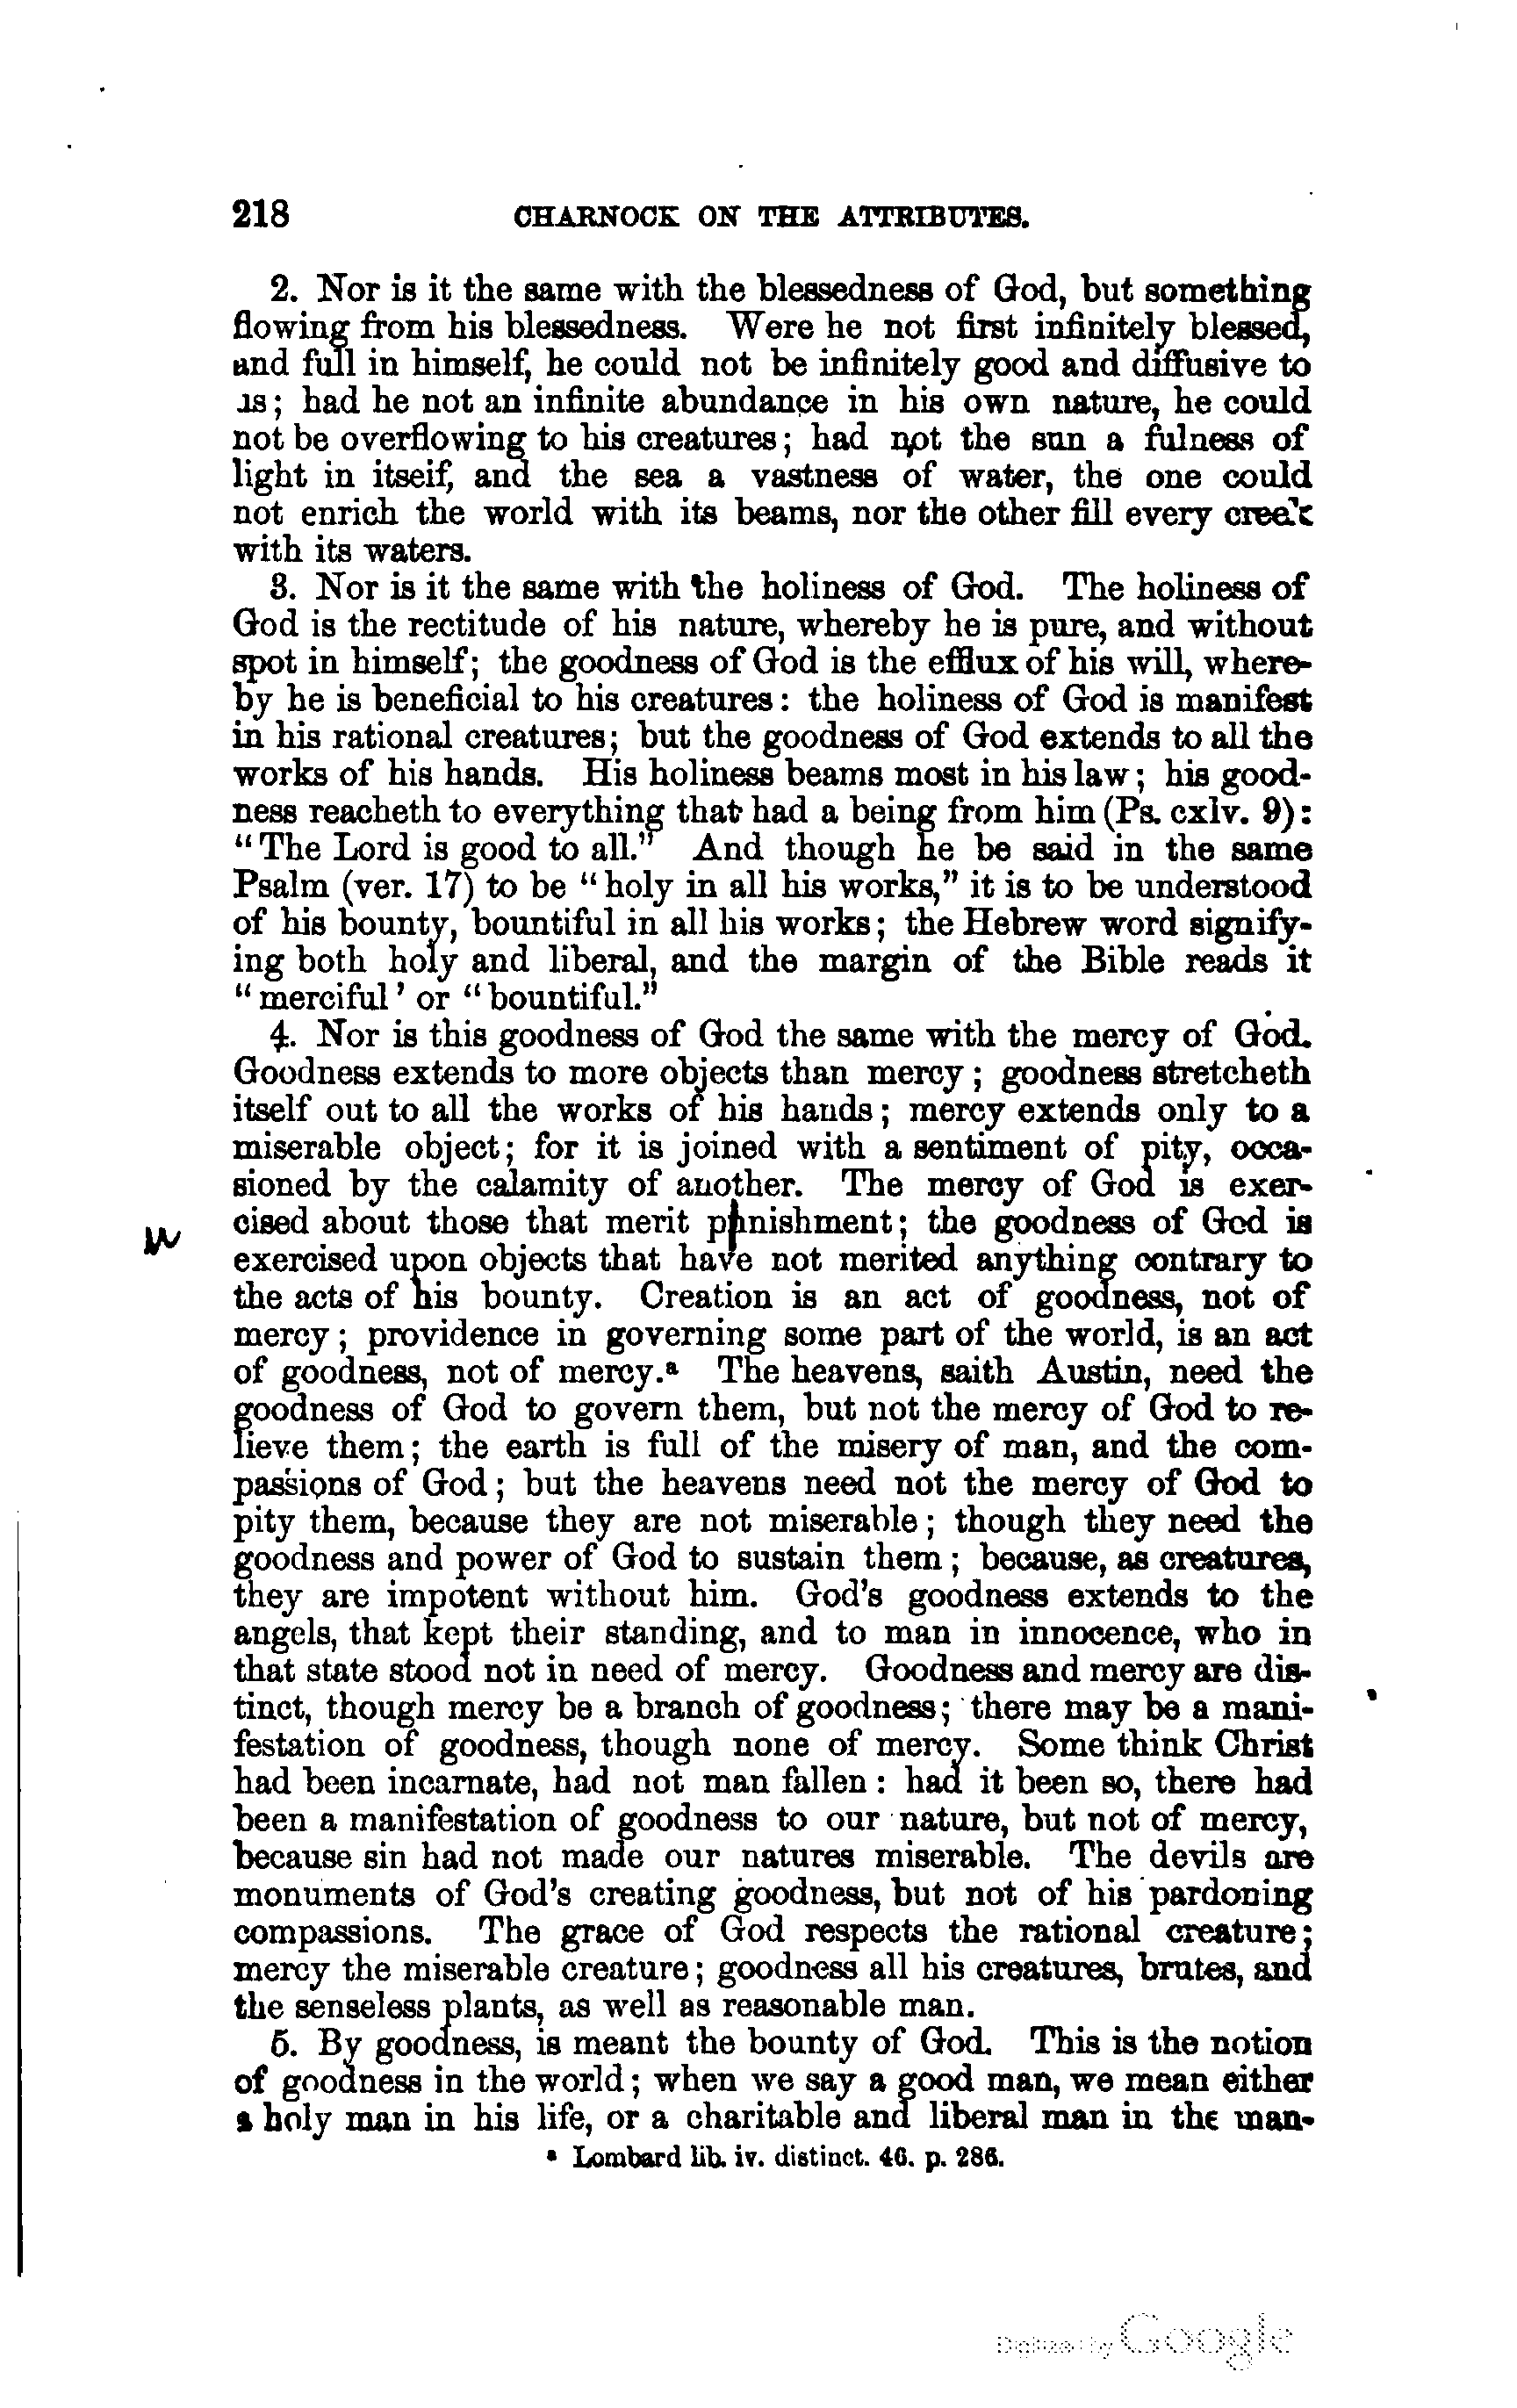 218 CHARNOCK ON THE ATTRIBUTES.
2. Nor is it the same with the blessedness of God, but something
flowing from his blessedness. Were he not first infinitely blessed,
and full in himself, he could not be infinitely good and diffusive to
us; had he not an infinite abundance in his own nature, he could
not be overflowing to his creatures; had not the sun a fulness of
light in itself, and the sea a vastness of water, the one could
not enrich the world with its beams, nor the other fill every creek
with its waters.
3. Nor is it the same with the holiness of God. The holiness of
God is the rectitude of his nature, whereby he is pure, and without
spot in himself; the goodness of God is the efflux of his will, where-
by he is beneficial to his creatures: the holiness of God is manifest
in his rational creatures; but the goodness of God extends to all the
works of his hands. His holiness beams most in his law; his good-
ness reacheth to everything that had a being from him (Ps. cxlv. 9):
"The Lord is good to all." And though he be said in the same
Psalm (ver. 17) to be "holy in all his works," it is to be understood
of his bounty, bountiful in all his works; the Hebrew word signify-
ing both holy and liberal, and the margin of the Bible reads it
"merciful' or "bountiful."
4. Nor is this goodness of God the same with the mercy of God.
Goodness extends to more objects than mercy; goodness stretcheth
itself out to all the works of his hands; mercy extends only to a
miserable object; for it is joined with a sentiment of pity, occa-
sioned by the calamity of another. The mercy of God is exer-
cised about those that merit punishment; the goodness of God is
exercised upon objects that have not merited anything contrary to
the acts of his bounty. Creation is an act of goodness, not of
mercy; providence in governing some part of the world, is an act
of goodness, not of mercy.a The heavens, saith Austin, need the
goodness of God to govern them, but not the mercy of God to re-
lieve them; the earth is full of the misery of man, and the com-
passions of God; but the heavens need not the mercy of God to
pity them, because they are not miserable; though they need the
goodness and power of God to sustain them; because, as creatures,
they are impotent without him. God's goodness extends to the
angels, that kept their standing, and to man in innocence, who in
that state stood not in need of mercy. Goodness and mercy are dis-
tinct, though mercy be a branch of goodness; there may be a mani-
festation of goodness, though none of mercy. Some think Christ
had been incarnate, had not man fallen: had it been so, there had
been a manifestation of goodness to our nature, but not of mercy,
because sin had not made our natures miserable. The devils are
monuments of God's creating goodness, but not of his pardoning
compassions. The grace of God respects the rational creature;
mercy the miserable creature; goodness all his creatures, brutes, and
the senseless plants, as well as reasonable man.
5. By goodness, is meant the bounty of God. This is the notion
of goodness in the world; when we say a good man, we mean either
a holy man in his life, or a charitable and liberal man in the man-
a Lombard lib. iv. distinct. 46. p. 286.
Digitized by Google